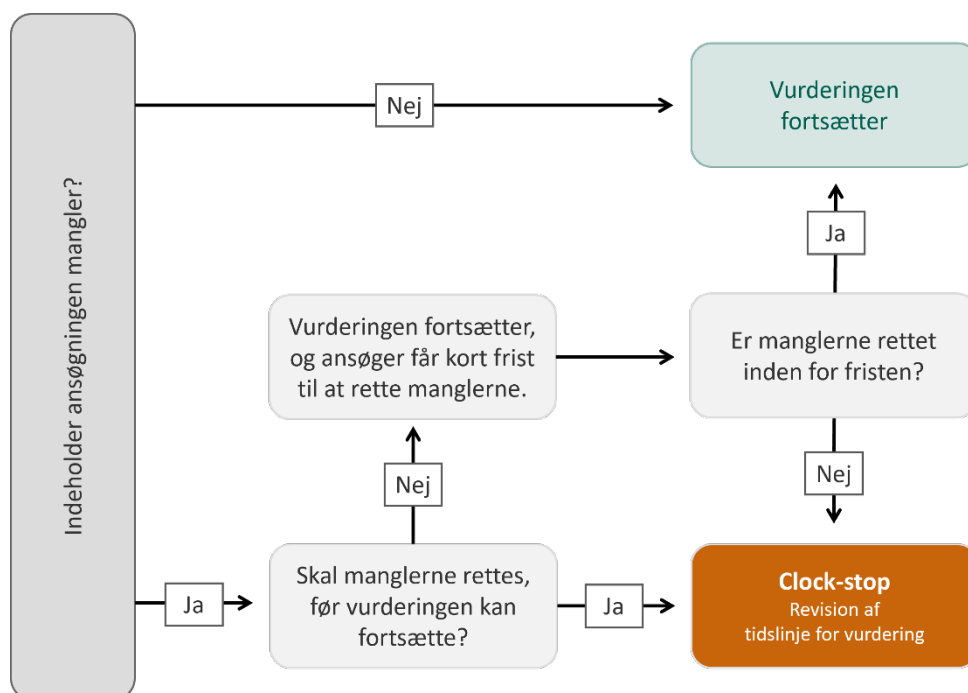 Indeholder ansøgningen mangler?
Nej
Vurderingen
fortsætter
Ja
Vurderingen fortsætter,
og ansøger får kort frist
til at rette manglerne.
Er manglerne rettet
inden for fristen?
Nej
Nej
Ja
Skal manglerne rettes,
før vurderingen kan
fortsætte?
Ja
Clock-stop
Revision af
tidslinje for vurdering